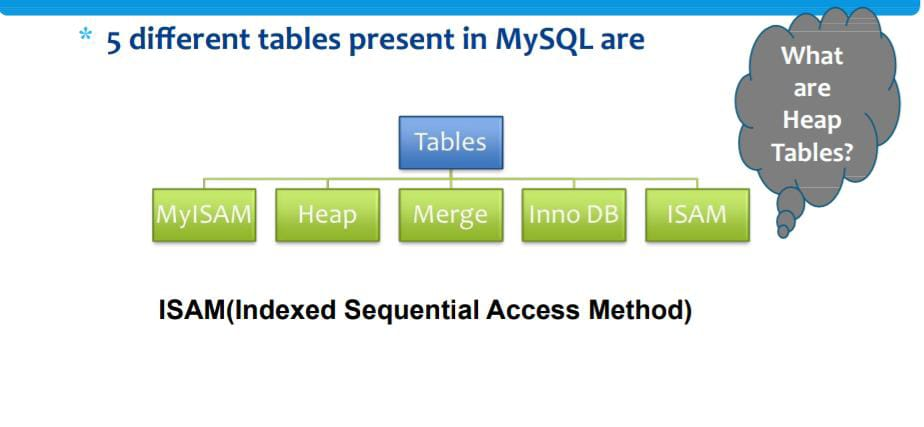 * 5 different tables present in MySQL are
What
are
Heap
Tables?
Tables
MyISAM
Heap
Merge
Inno DB
ISAM
ISAM(Indexed Sequential Access Method)